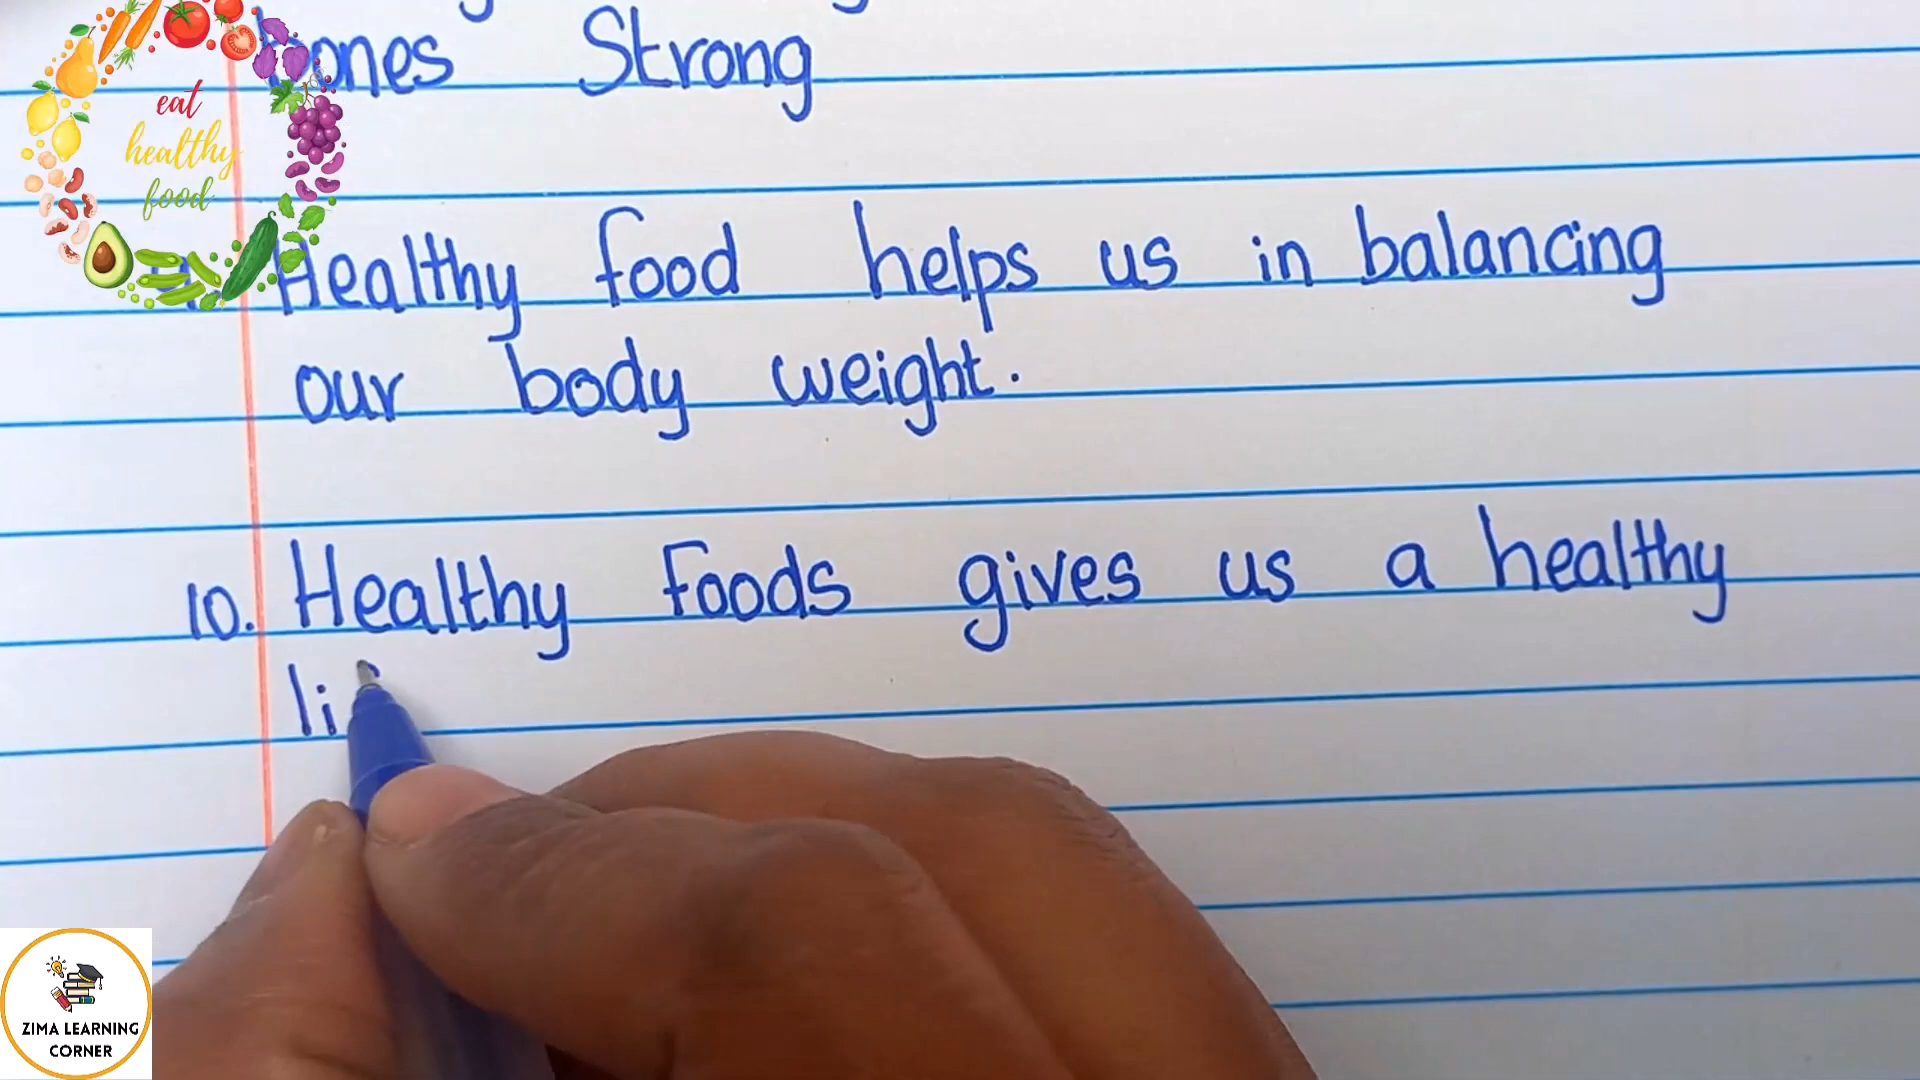 bones Strong
eat
healthy
food
Healthy food helps us in balancing
our body weight.
10. Healthy Foods gives us a healthy
li
ZIMA LEARNING
CORNER